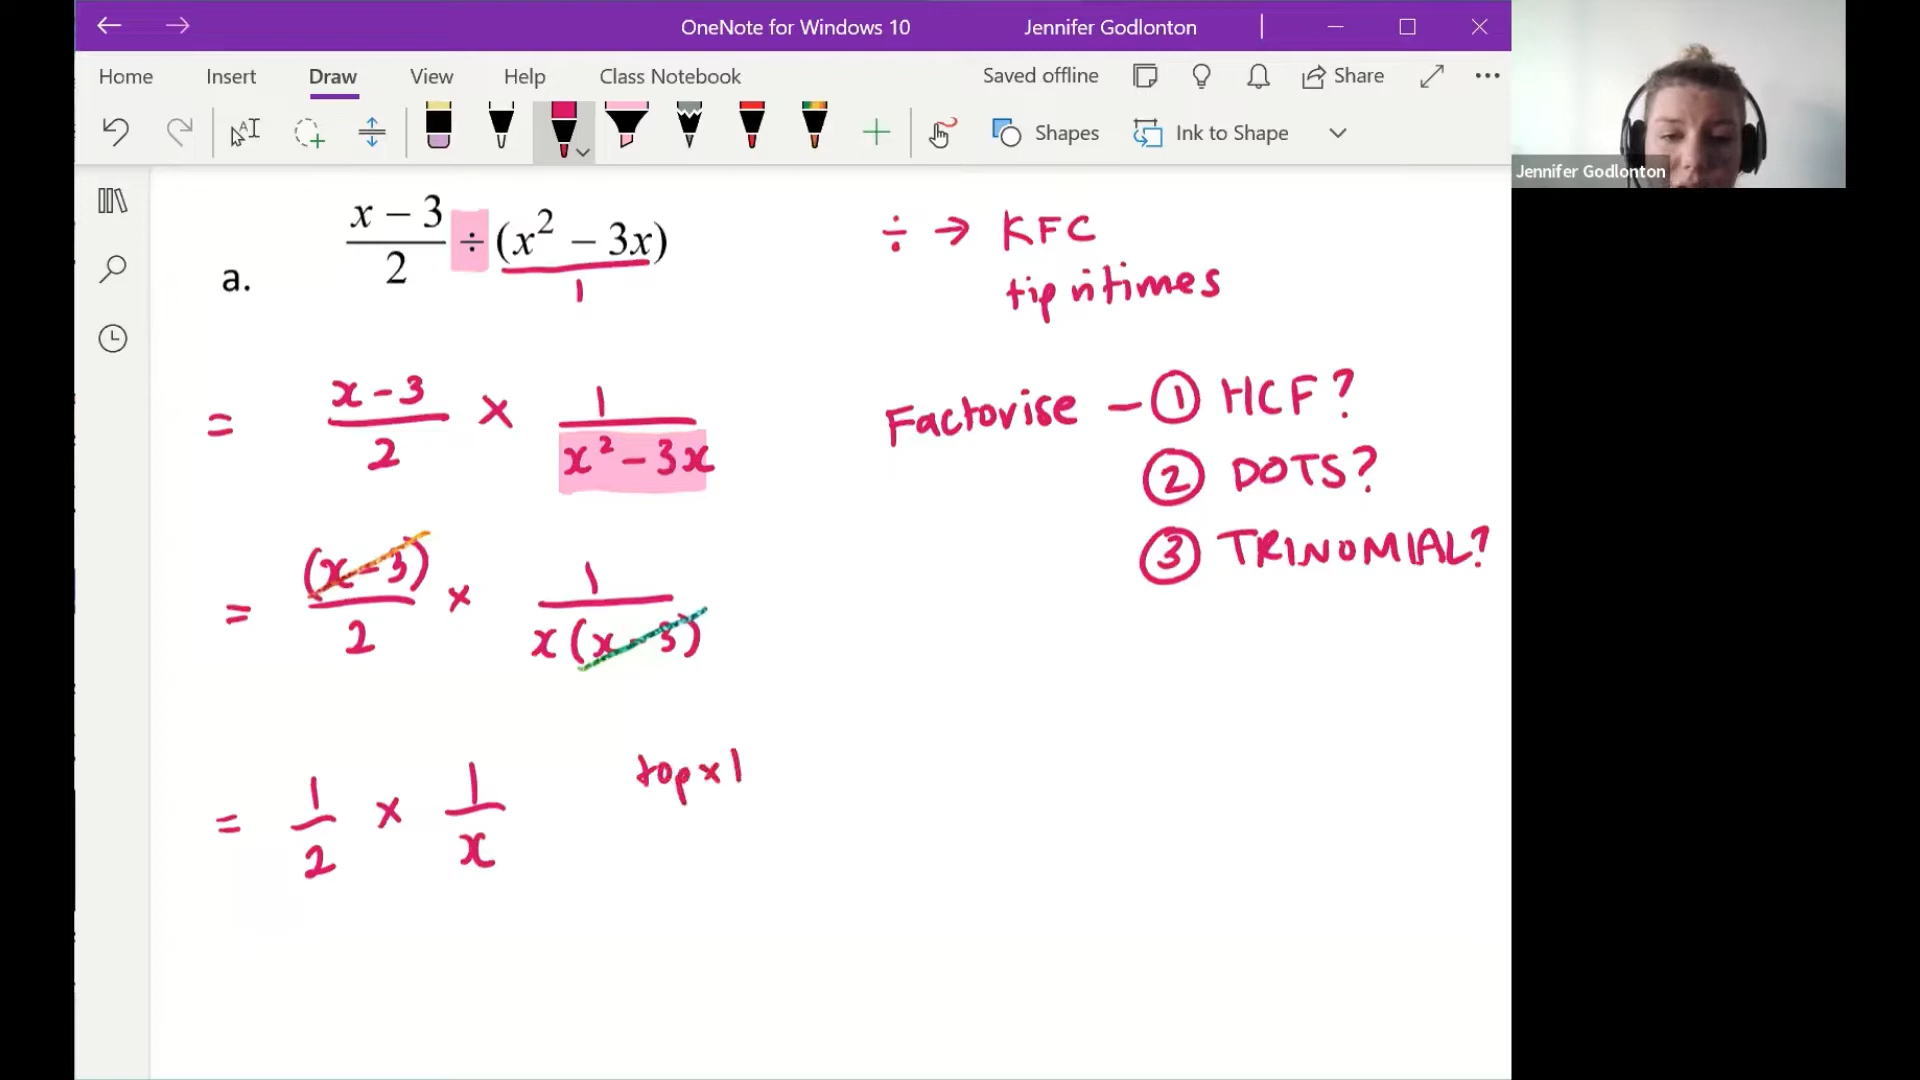 OneNote for Windows 10 Jennifer Godlonton
Home Insert Draw View Help Class Notebook Saved offline Share
Shapes Ink to Shape
Jennifer Godlonton
a. x − 3 / 2 ÷ (x² − 3x) / 1
÷ → KFC
tip n times
= x − 3 / 2 × 1 / x² − 3x
Factorise – ① HCF?
② DOTS?
③ TRINOMIAL?
= (x − 3) / 2 × 1 / x (x − 3)
= 1 / 2 × 1 / x
top × 1